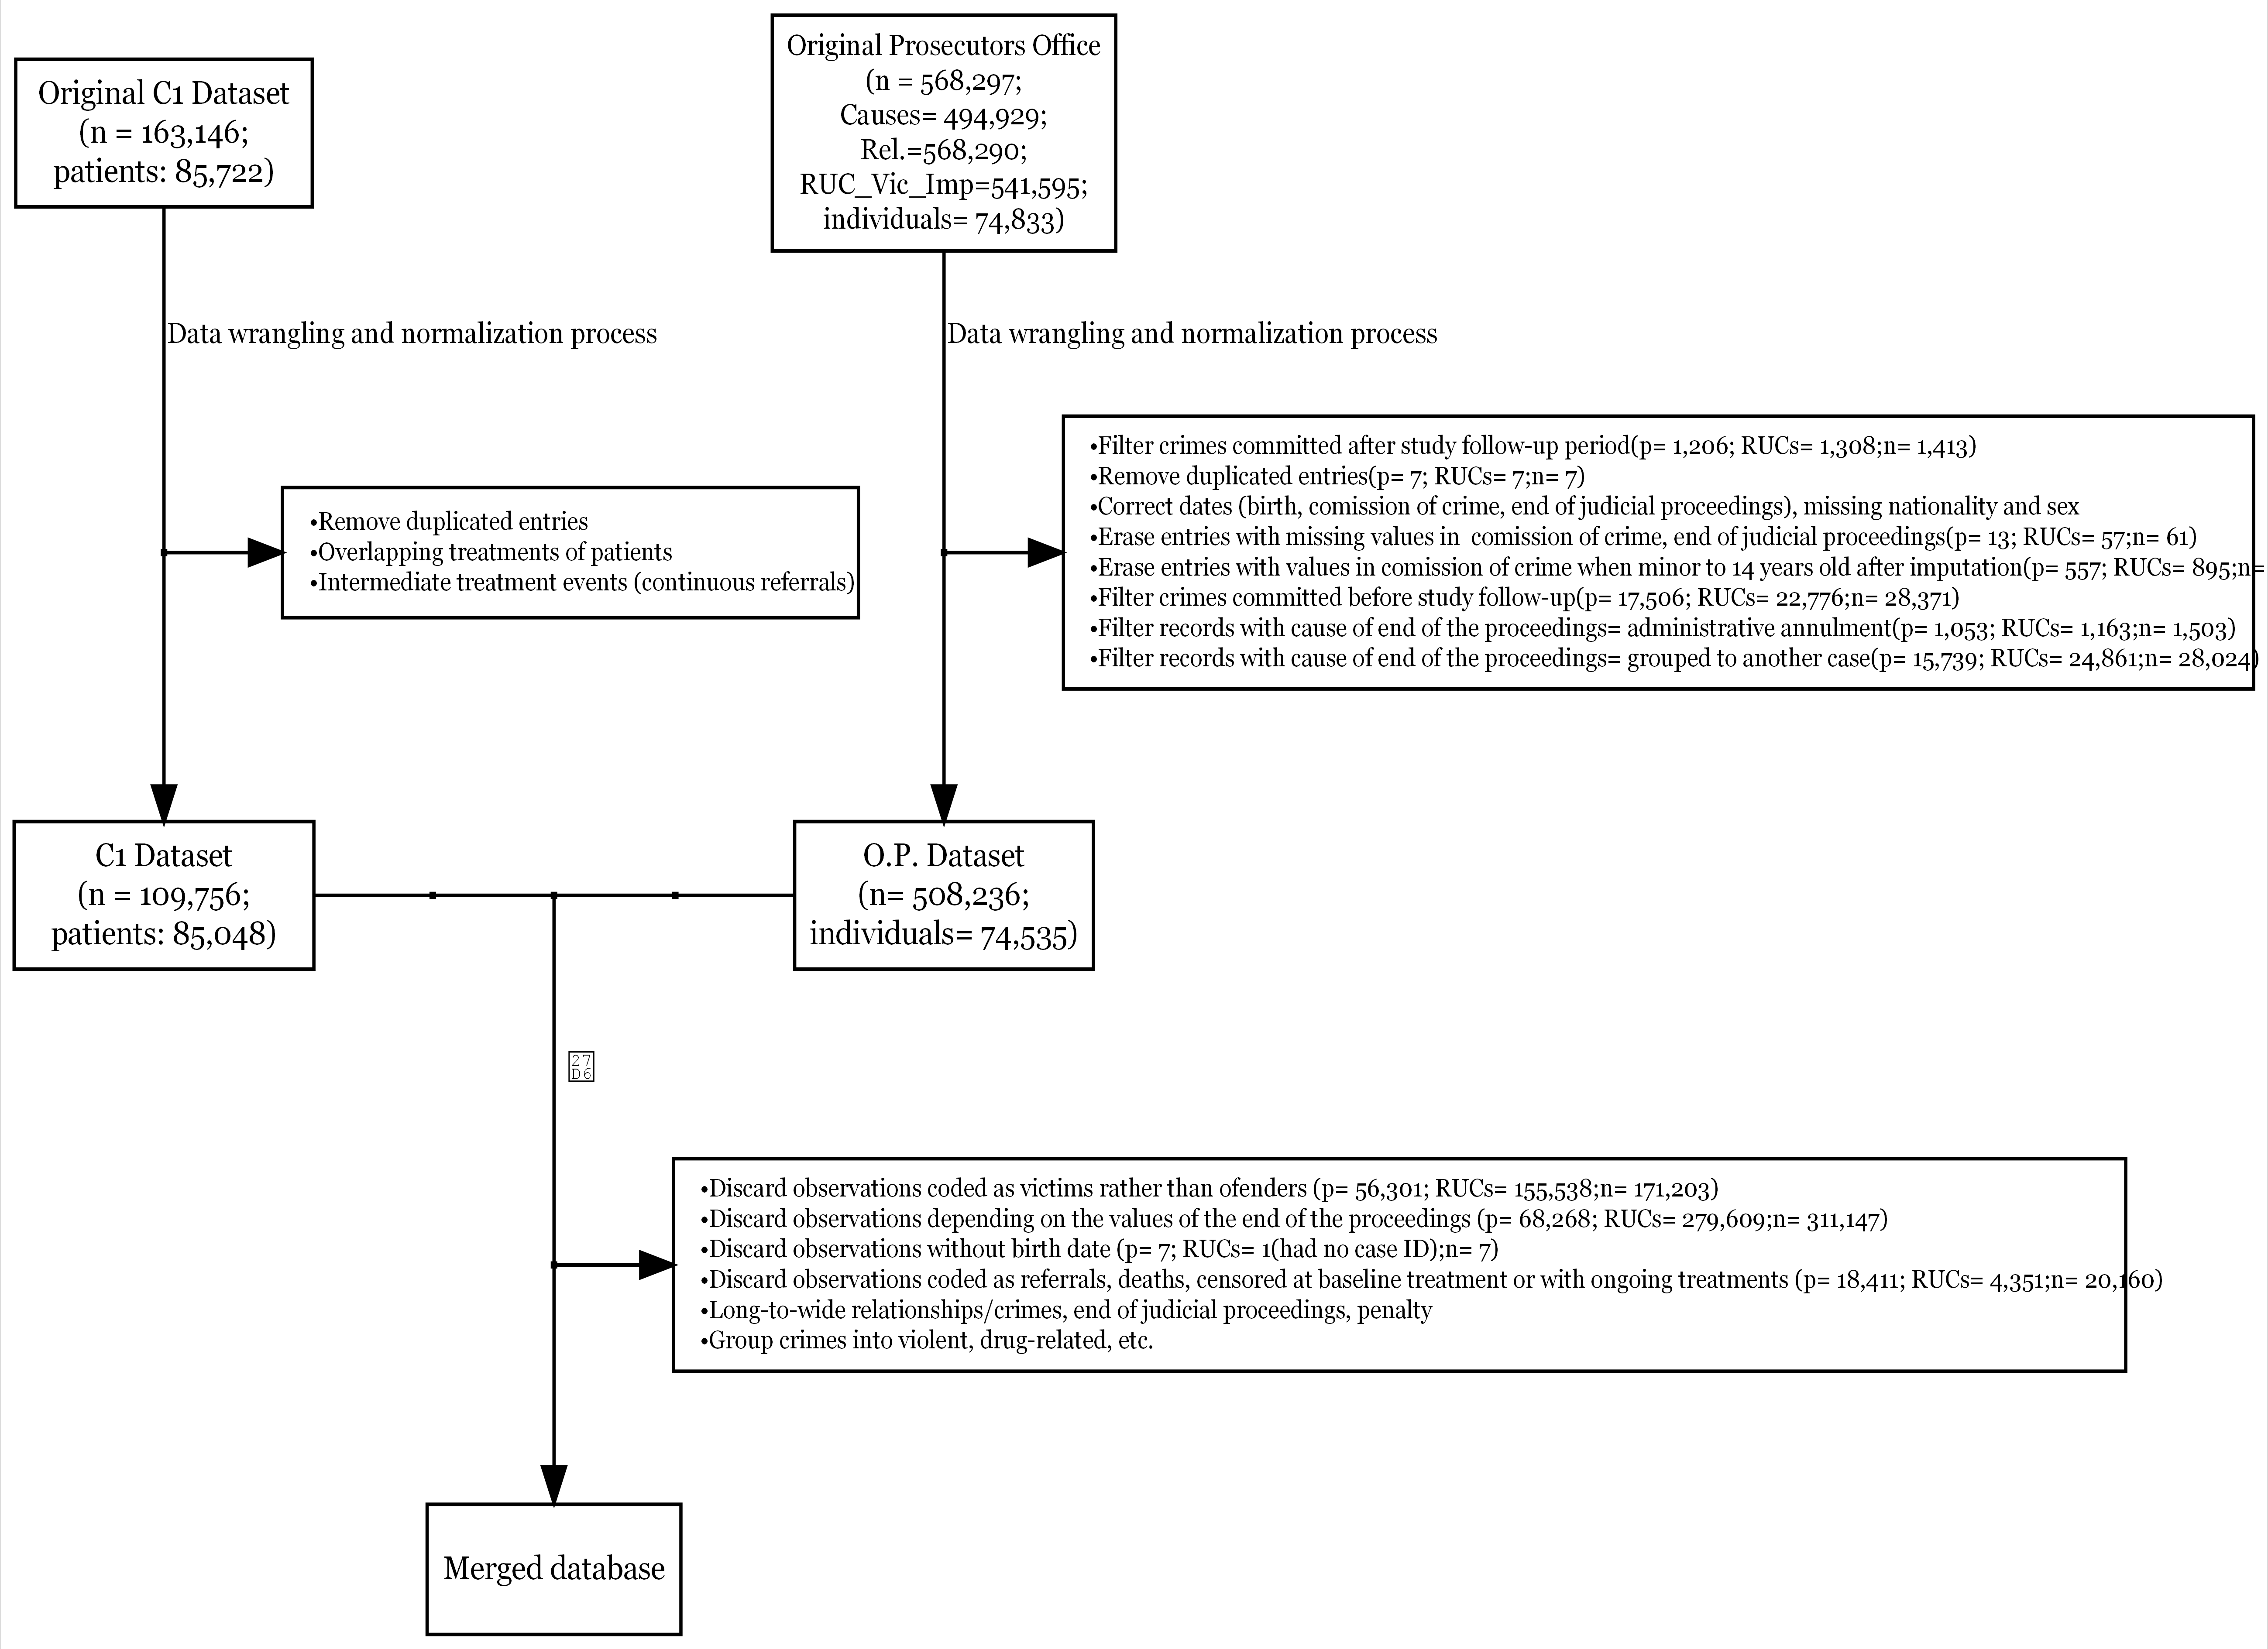 Original C1 Dataset
(n = 163,146;
patients: 85,722)
Original Prosecutors Office
(n = 568,297;
Causes= 494,929;
Rel.=568,290;
RUC_Vic_Imp=541,595;
individuals= 74,833)
Data wrangling and normalization process
Data wrangling and normalization process
•Remove duplicated entries
•Overlapping treatments of patients
•Intermediate treatment events (continuous referrals)
•Filter crimes committed after study follow-up period(p= 1,206; RUCs= 1,308;n= 1,413)
•Remove duplicated entries(p= 7; RUCs= 7;n= 7)
•Correct dates (birth, comission of crime, end of judicial proceedings), missing nationality and sex
•Erase entries with missing values in  comission of crime, end of judicial proceedings(p= 13; RUCs= 57;n= 61)
•Erase entries with values in comission of crime when minor to 14 years old after imputation(p= 557; RUCs= 895;n=
•Filter crimes committed before study follow-up(p= 17,506; RUCs= 22,776;n= 28,371)
•Filter records with cause of end of the proceedings= administrative annulment(p= 1,053; RUCs= 1,163;n= 1,503)
•Filter records with cause of end of the proceedings= grouped to another case(p= 15,739; RUCs= 24,861;n= 28,024)
C1 Dataset
(n = 109,756;
patients: 85,048)
O.P. Dataset
(n= 508,236;
individuals= 74,535)
27
D6
•Discard observations coded as victims rather than ofenders (p= 56,301; RUCs= 155,538;n= 171,203)
•Discard observations depending on the values of the end of the proceedings (p= 68,268; RUCs= 279,609;n= 311,147)
•Discard observations without birth date (p= 7; RUCs= 1(had no case ID);n= 7)
•Discard observations coded as referrals, deaths, censored at baseline treatment or with ongoing treatments (p= 18,411; RUCs= 4,351;n= 20,160)
•Long-to-wide relationships/crimes, end of judicial proceedings, penalty
•Group crimes into violent, drug-related, etc.
Merged database